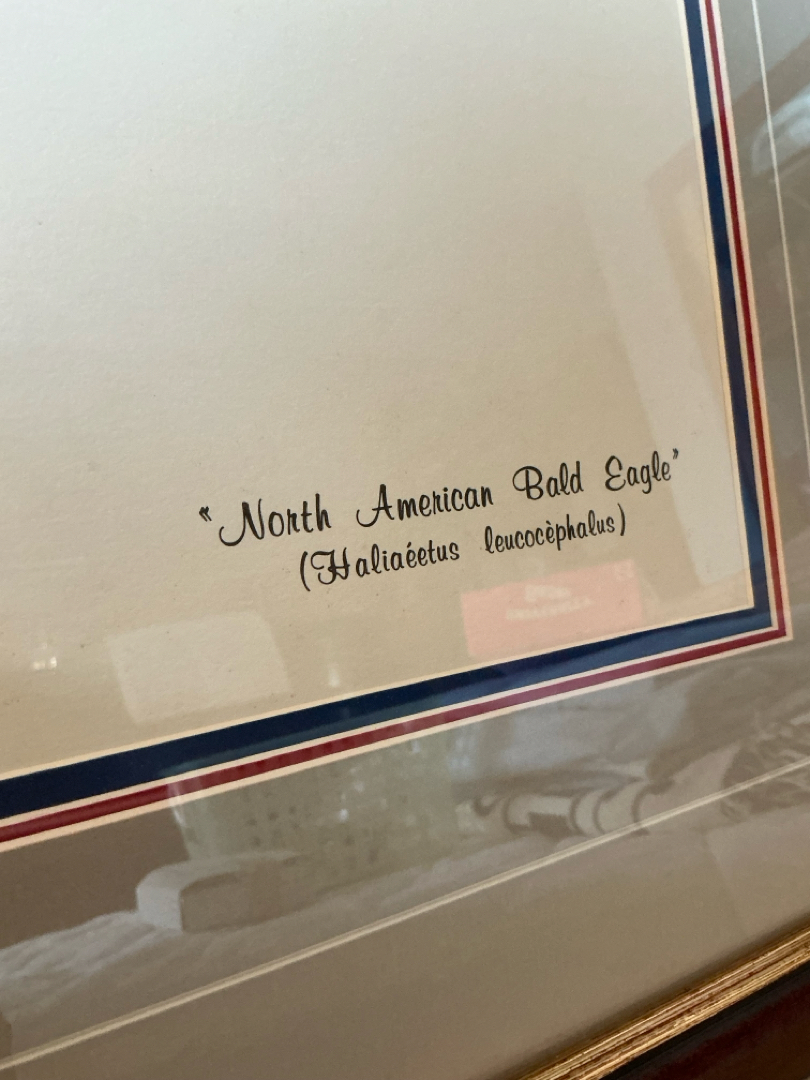 "North American Bald Eagle"
(Haliaéetus leucocèphalus)